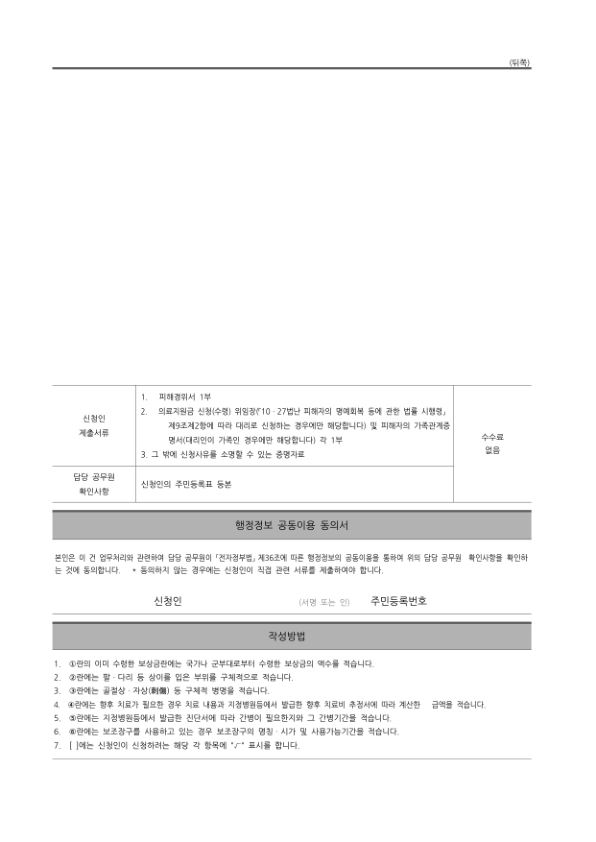 (뒤쪽)
신청인
제출서류
1. 피해경위서 1부
2. 의료지원금 신청(수령) 위임장(「10ㆍ27법난 피해자의 명예회복 등에 관한 법률 시행령」
제9조제2항에 따라 대리로 신청하는 경우에만 해당합니다) 및 피해자의 가족관계증
명서(대리인이 가족인 경우에만 해당합니다) 각 1부
3. 그 밖에 신청사유를 소명할 수 있는 증명자료
수수료
없음
담당 공무원
확인사항
신청인의 주민등록표 등본
행정정보 공동이용 동의서
본인은 이 건 업무처리와 관련하여 담당 공무원이 「전자정부법」 제36조에 따른 행정정보의 공동이용을 통하여 위의 담당 공무원 확인사항을 확인하
는 것에 동의합니다. * 동의하지 않는 경우에는 신청인이 직접 관련 서류를 제출하여야 합니다.
신청인 (서명 또는 인) 주민등록번호
작성방법
1. ①란의 이미 수령한 보상금란에는 국가나 군부대로부터 수령한 보상금의 액수를 적습니다.
2. ②란에는 팔ㆍ다리 등 상이를 입은 부위를 구체적으로 적습니다.
3. ③란에는 골절상ㆍ자상(刺傷) 등 구체적 병명을 적습니다.
4. ④란에는 향후 치료가 필요한 경우 치료 내용과 지정병원등에서 발급한 향후 치료비 추정서에 따라 계산한 금액을 적습니다.
5. ⑤란에는 지정병원등에서 발급한 진단서에 따라 간병이 필요한지와 그 간병기간을 적습니다.
6. ⑥란에는 보조장구를 사용하고 있는 경우 보조장구의 명칭ㆍ시가 및 사용가능기간을 적습니다.
7. [ ]에는 신청인이 신청하려는 해당 각 항목에 "√" 표시를 합니다.